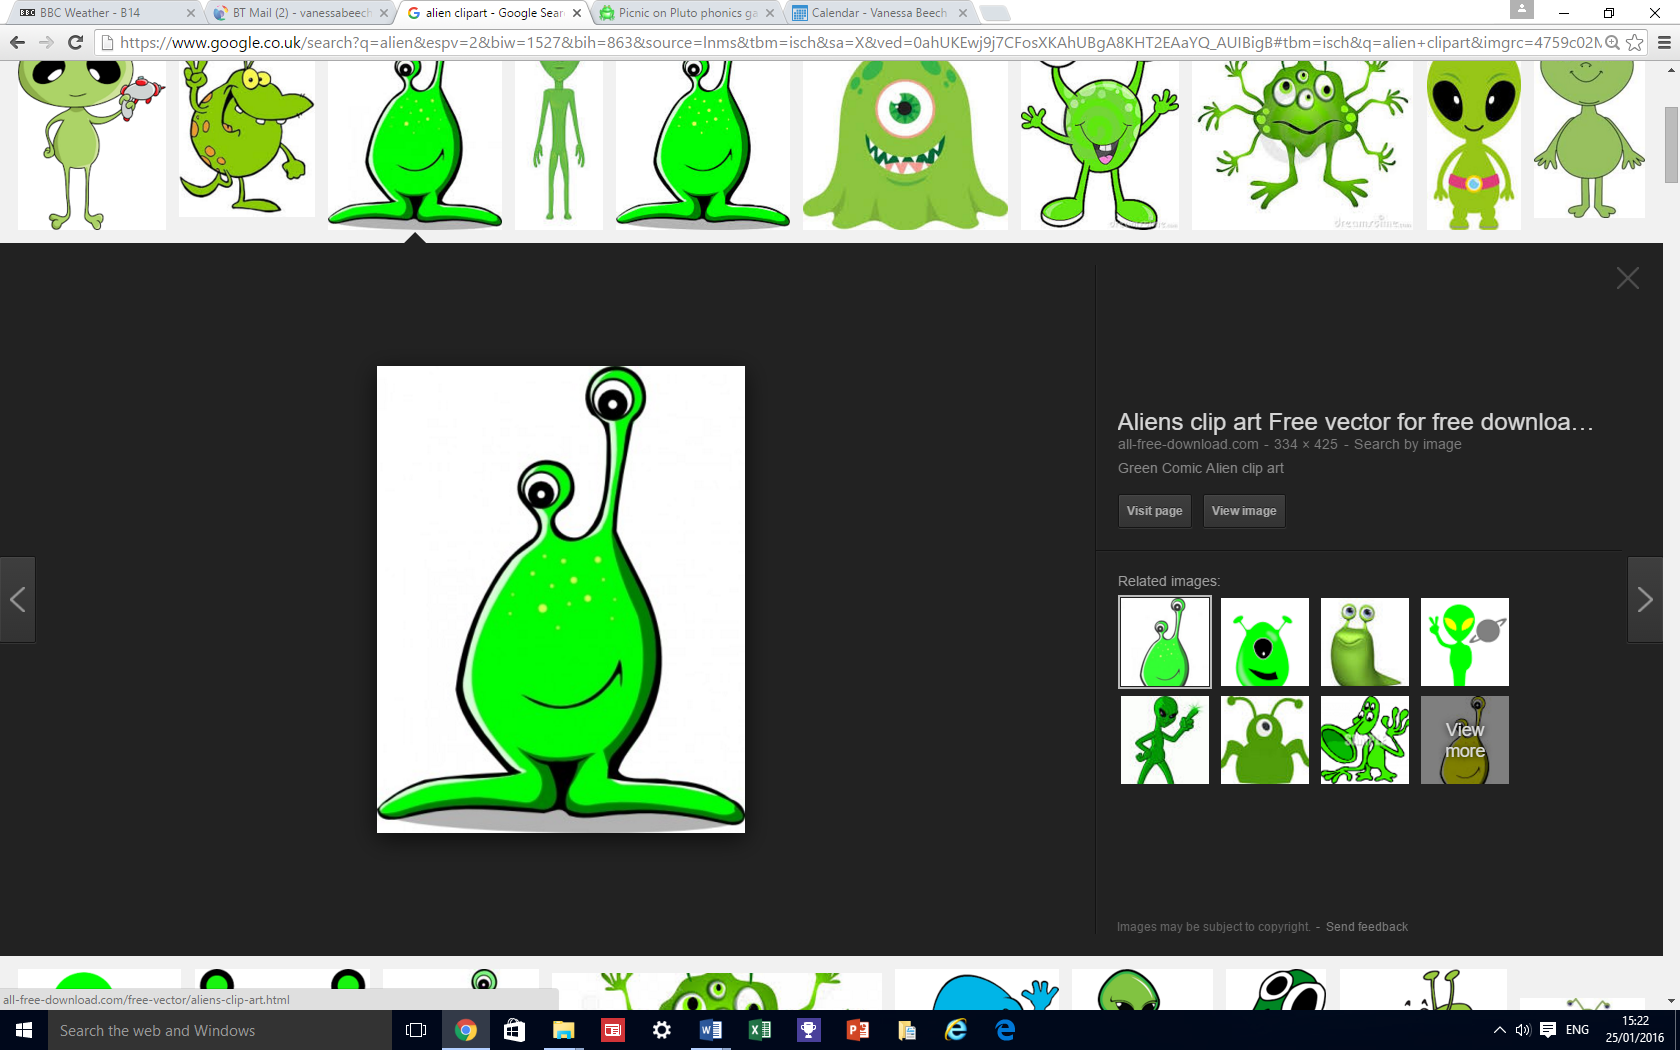 BBC Weather - B14
BT Mail (2) - vanessabeech
alien clipart - Google Sear
Picnic on Pluto phonics ga
Calendar - Vanessa Beech
https://www.google.co.uk/search?q=alien&espv=2&biw=1527&bih=863&source=lnms&tbm=isch&sa=X&ved=0ahUKEwj9j7CFosXKAhUBgA8KHT2EAaYQ_AUIBigB#tbm=isch&q=alien+clipart&imgrc=4759c02M
dreamstime.com
dreamstime.com
Aliens clip art Free vector for free downloa…
all-free-download.com - 334 × 425 - Search by image
Green Comic Alien clip art
Visit page
View image
Related images:
View
more
Images may be subject to copyright. - Send feedback
all-free-download.com/free-vector/aliens-clip-art.html
Search the web and Windows
ENG
15:22
25/01/2016